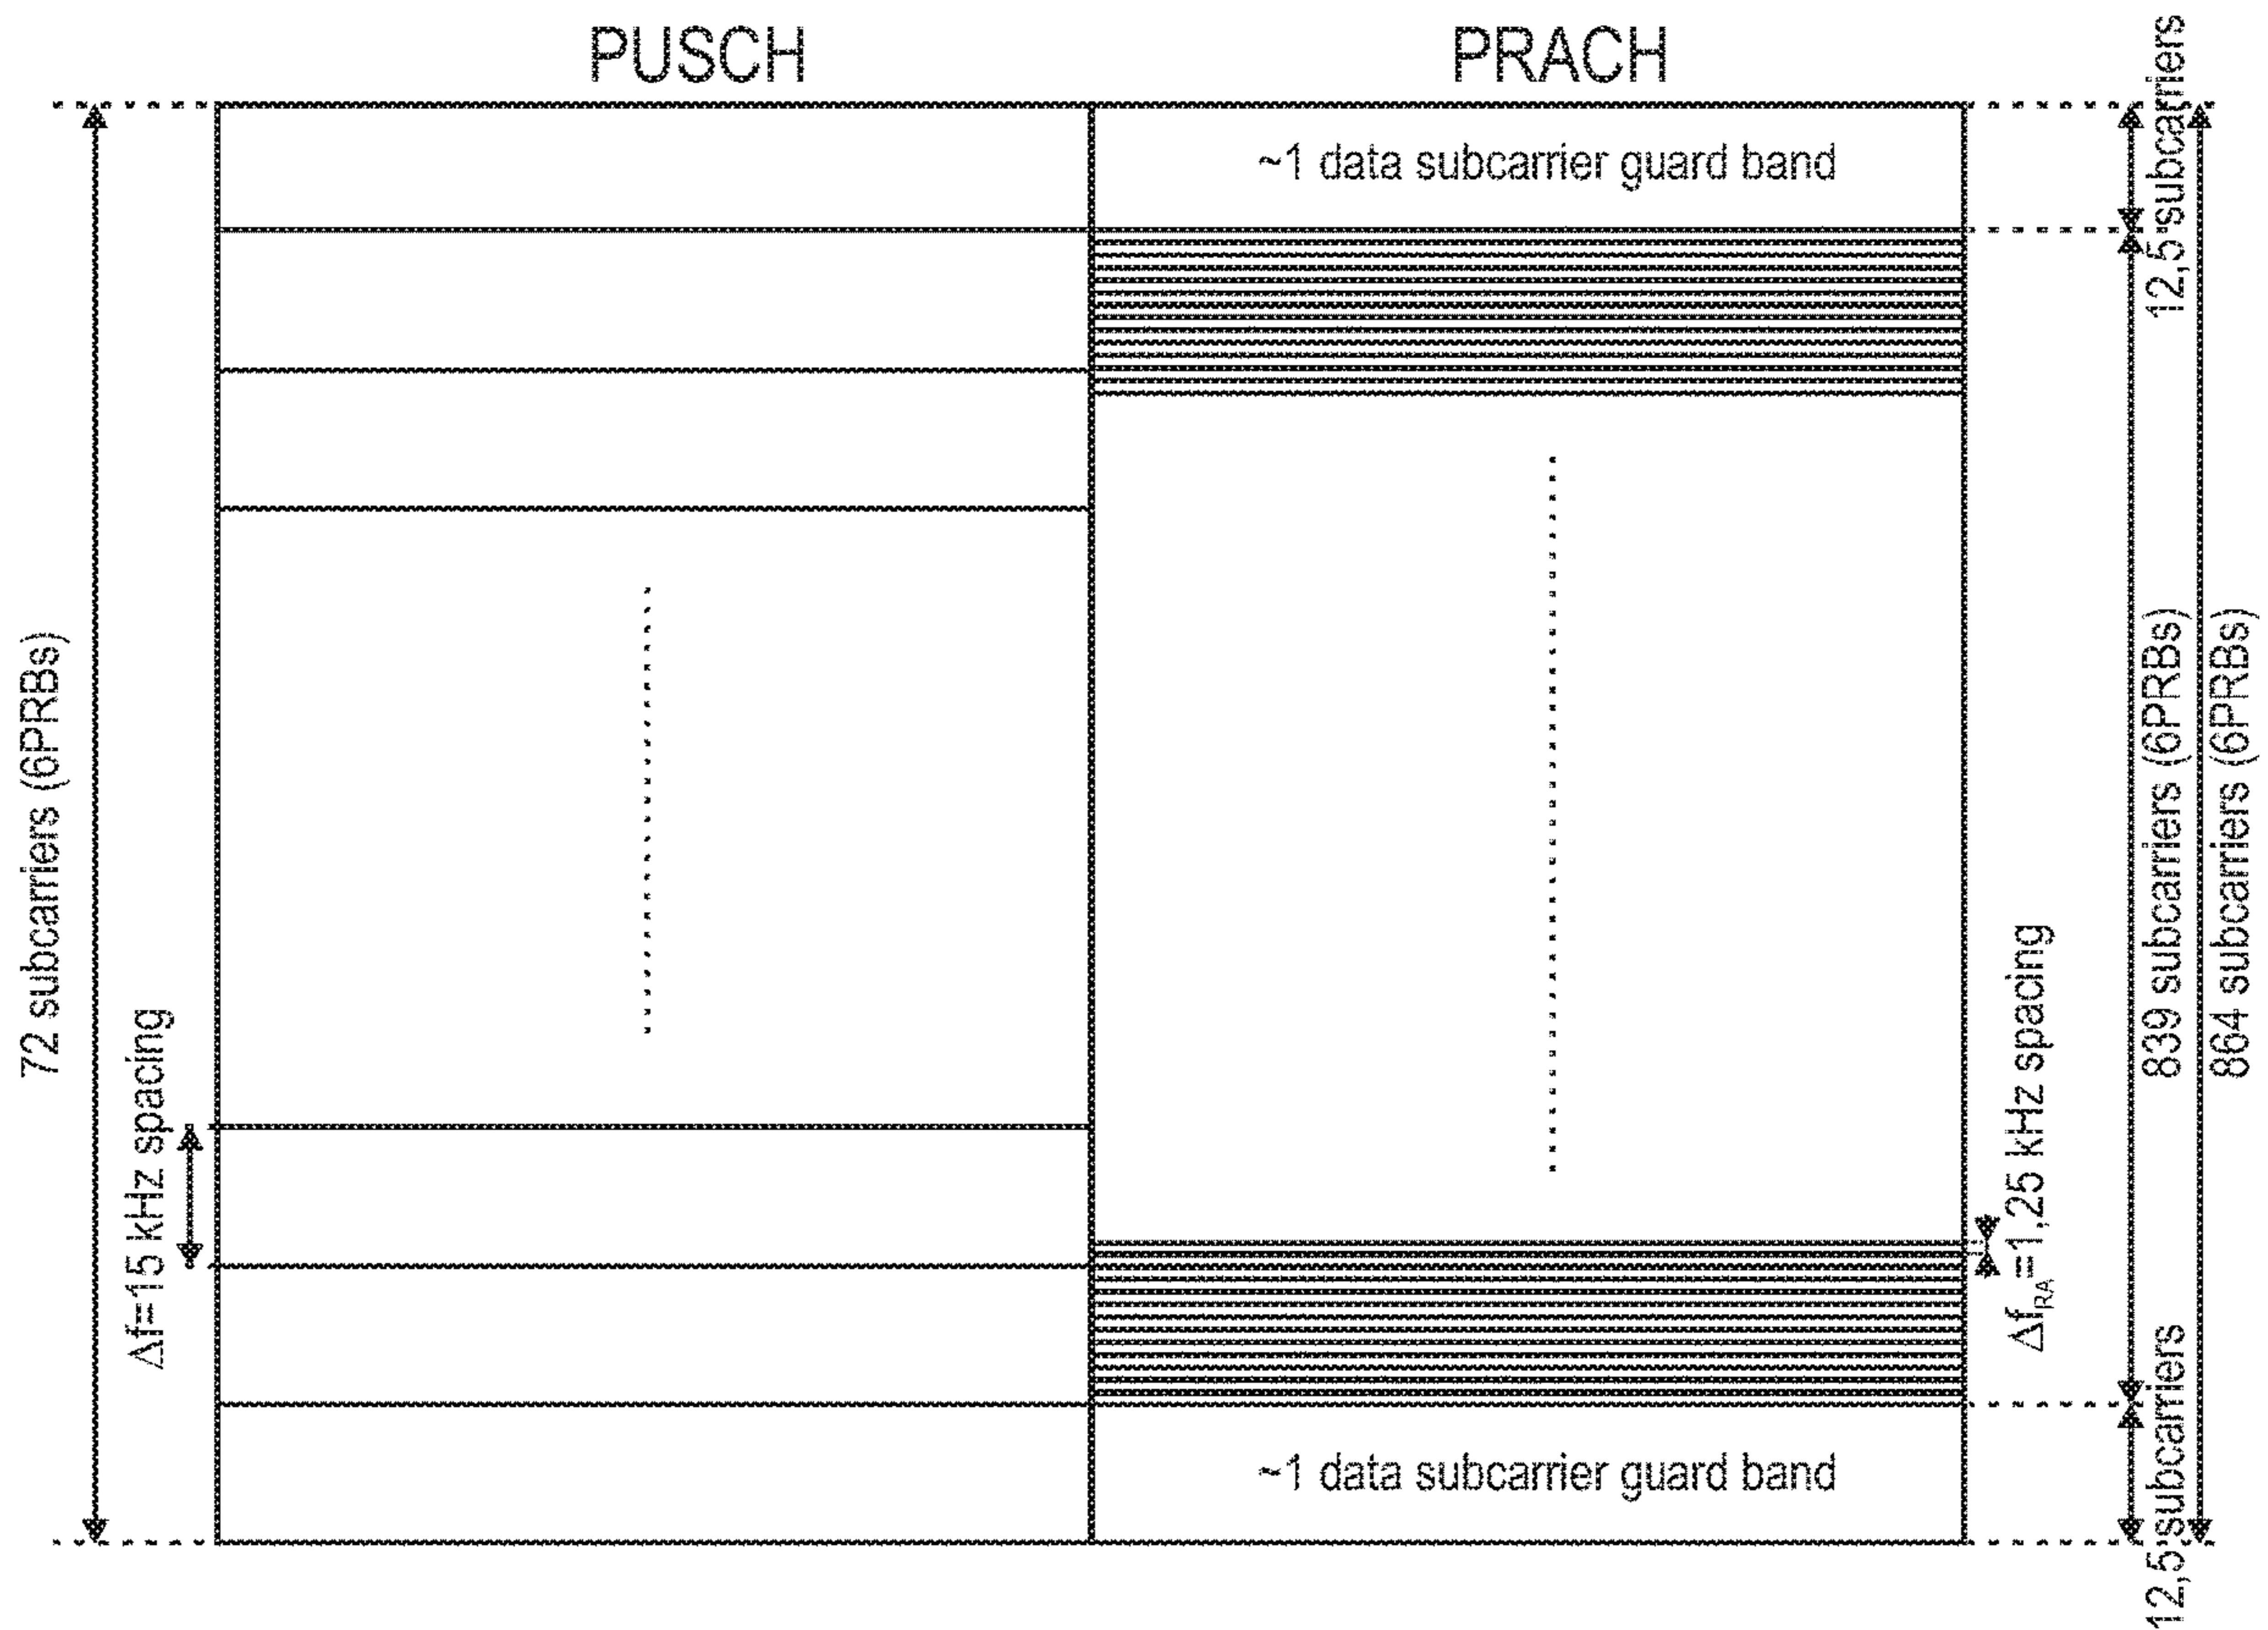 PUSCH
PRACH
~1 data subcarrier guard band
12,5 subcarriers
72 subcarriers (6PRBs)
Δf=15 kHz spacing
ΔfRA=1,25 kHz spacing
839 subcarriers (6PRBs)
864 subcarriers (6PRBs)
~1 data subcarrier guard band
12,5 subcarriers